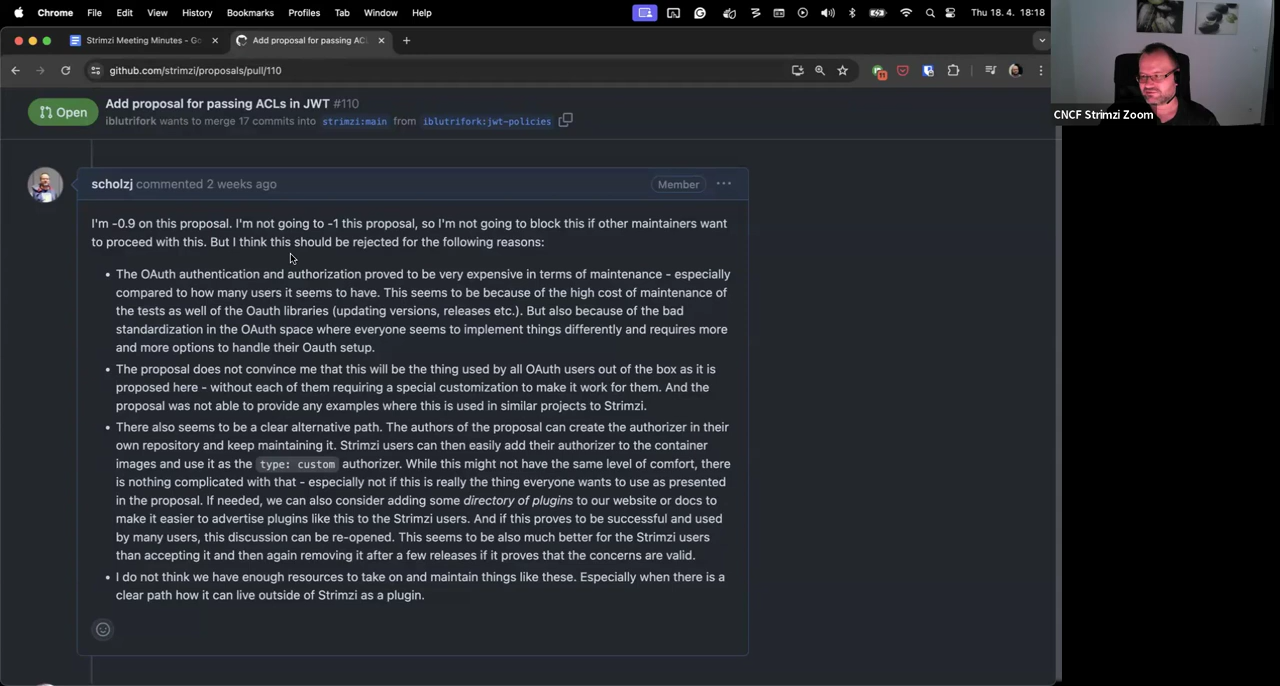 Chrome File Edit View History Bookmarks Profiles Tab Window Help Thu 18. 4. 18:18
Strimzi Meeting Minutes - Go Add proposal for passing AC
github.com/strimzi/proposals/pull/110
Open
Add proposal for passing ACLs in JWT #110
iblutrifork wants to merge 17 commits into strimzi:main from iblutrifork:jwt-policies
CNCF Strimzi Zoom
scholzj commented 2 weeks ago Member
I'm -0.9 on this proposal. I'm not going to -1 this proposal, so I'm not going to block this if other maintainers want
to proceed with this. But I think this should be rejected for the following reasons:
• The OAuth authentication and authorization proved to be very expensive in terms of maintenance - especially
compared to how many users it seems to have. This seems to be because of the high cost of maintenance of
the tests as well of the Oauth libraries (updating versions, releases etc.). But also because of the bad
standardization in the OAuth space where everyone seems to implement things differently and requires more
and more options to handle their Oauth setup.
• The proposal does not convince me that this will be the thing used by all OAuth users out of the box as it is
proposed here - without each of them requiring a special customization to make it work for them. And the
proposal was not able to provide any examples where this is used in similar projects to Strimzi.
• There also seems to be a clear alternative path. The authors of the proposal can create the authorizer in their
own repository and keep maintaining it. Strimzi users can then easily add their authorizer to the container
images and use it as the type: custom authorizer. While this might not have the same level of comfort, there
is nothing complicated with that - especially not if this is really the thing everyone wants to use as presented
in the proposal. If needed, we can also consider adding some directory of plugins to our website or docs to
make it easier to advertise plugins like this to the Strimzi users. And if this proves to be successful and used
by many users, this discussion can be re-opened. This seems to be also much better for the Strimzi users
than accepting it and then again removing it after a few releases if it proves that the concerns are valid.
• I do not think we have enough resources to take on and maintain things like these. Especially when there is a
clear path how it can live outside of Strimzi as a plugin.